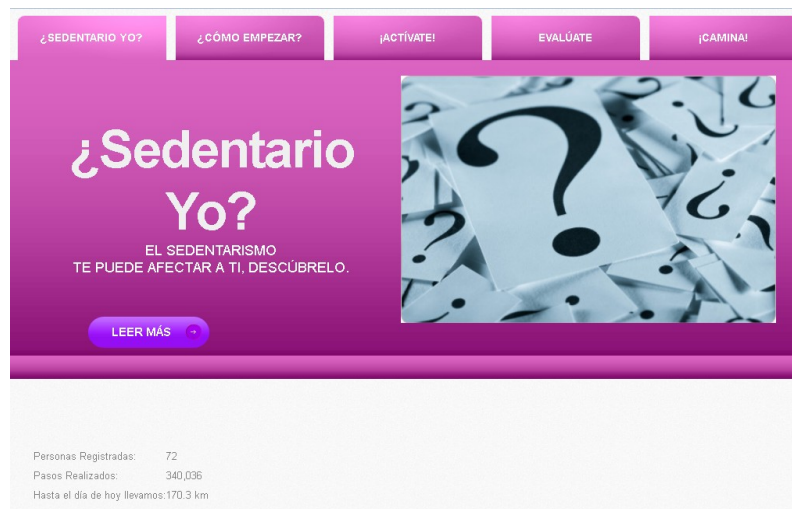 ¿SEDENTARIO YO?
¿CÓMO EMPEZAR?
¡ACTÍVATE!
EVALÚATE
¡CAMINA!
¿Sedentario
Yo?
EL SEDENTARISMO
TE PUEDE AFECTAR A TI, DESCÚBRELO.
LEER MÁS
Personas Registradas: 72
Pasos Realizados: 340,036
Hasta el día de hoy llevamos:170.3 km